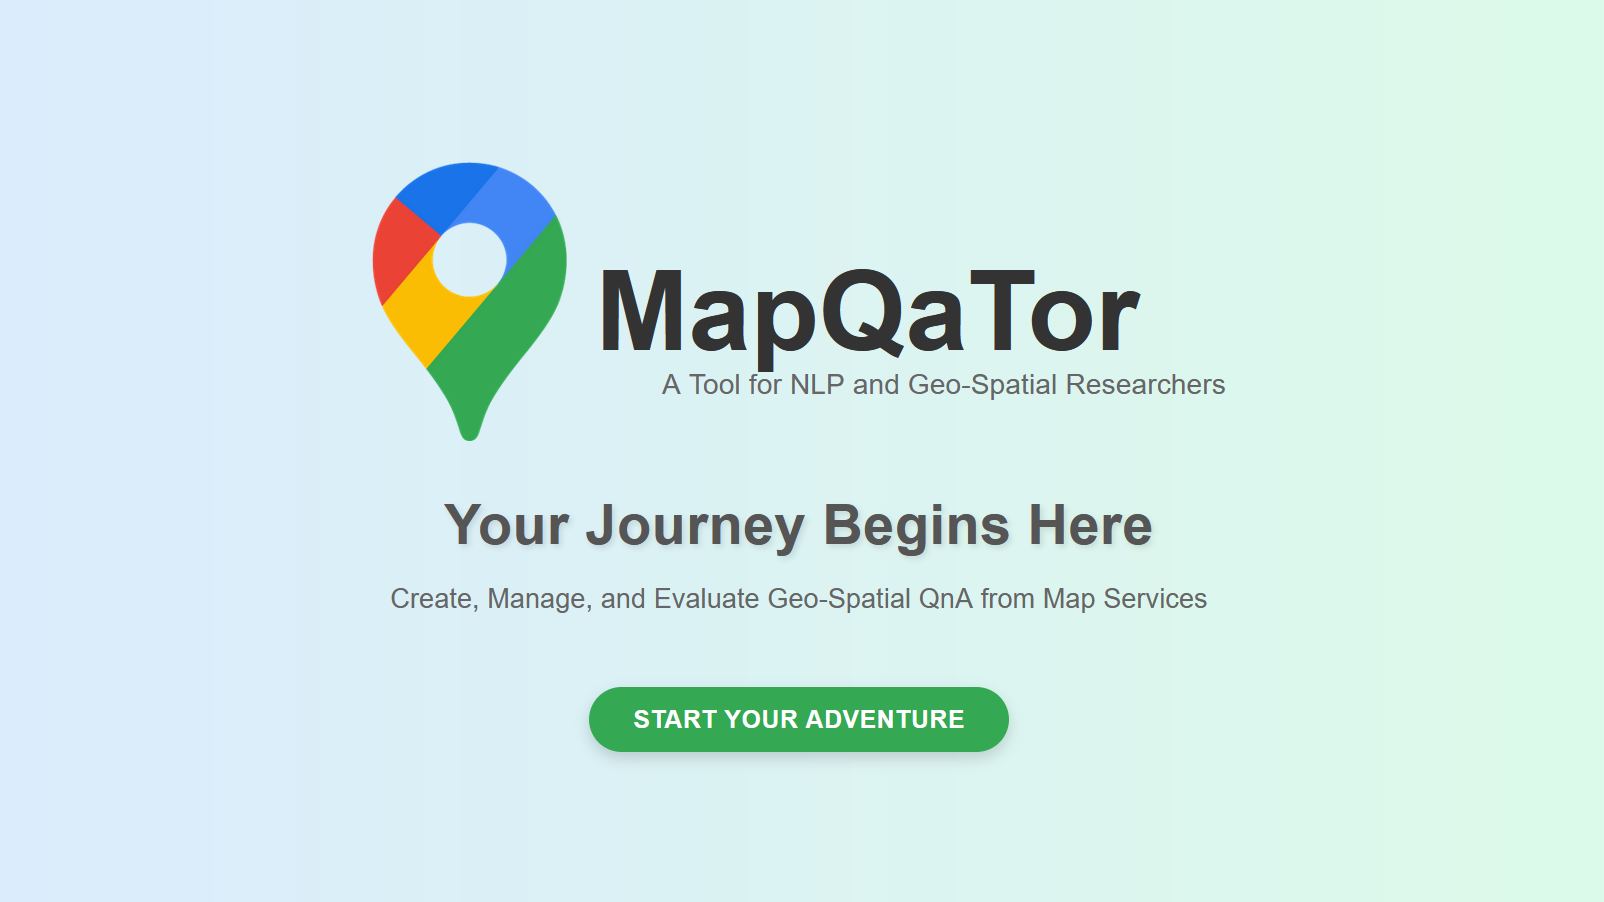 MapQaTor
A Tool for NLP and Geo-Spatial Researchers
Your Journey Begins Here
Create, Manage, and Evaluate Geo-Spatial QnA from Map Services
START YOUR ADVENTURE